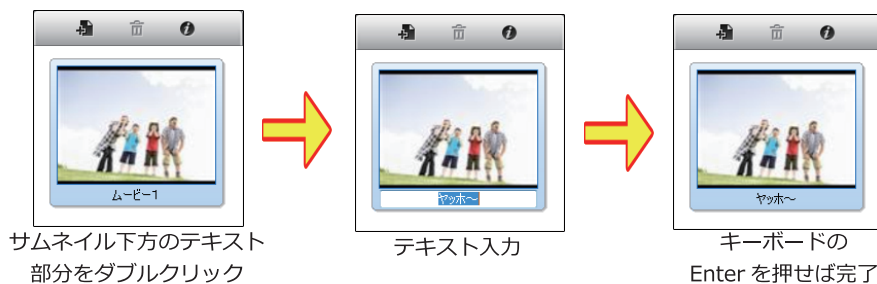 ムービー1
サムネイル下方のテキスト
部分をダブルクリック
ヤッホ～
テキスト入力
ヤッホ～
キーボードの
Enter を押せば完了